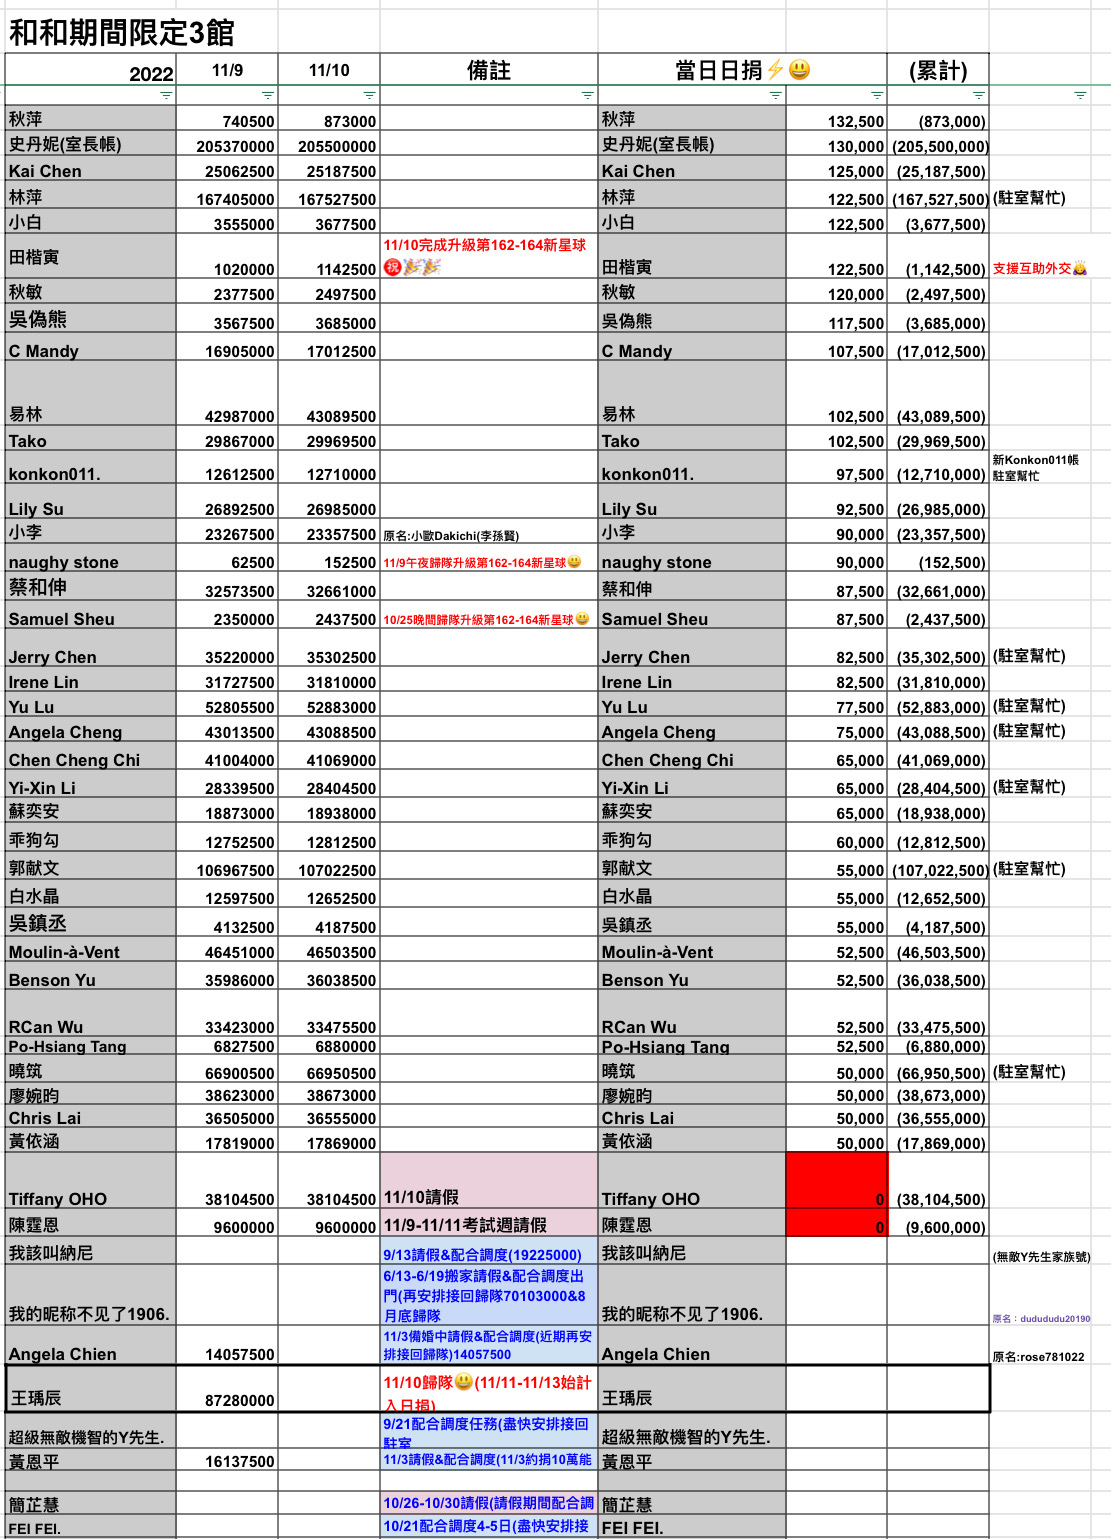 和和期間限定3館
2022 11/9 11/10 備註 當日日捐⚡😃 (累計)
秋萍 740500 873000 秋萍 132,500 (873,000)
史丹妮(室長帳) 205370000 205500000 史丹妮(室長帳) 130,000 (205,500,000)
Kai Chen 25062500 25187500 Kai Chen 125,000 (25,187,500)
林萍 167405000 167527500 林萍 122,500 (167,527,500) (駐室幫忙)
小白 3555000 3677500 小白 122,500 (3,677,500)
11/10完成升級第162-164新星球
田楷寅 1020000 1142500 ㊗🎉🎉 田楷寅 122,500 (1,142,500) 支援互助外交
秋敏 2377500 2497500 秋敏 120,000 (2,497,500)
吳偽熊 3567500 3685000 吳偽熊 117,500 (3,685,000)
C Mandy 16905000 17012500 C Mandy 107,500 (17,012,500)
易林 42987000 43089500 易林 102,500 (43,089,500)
Tako 29867000 29969500 Tako 102,500 (29,969,500)
新Konkon011帳
konkon011. 12612500 12710000 konkon011. 97,500 (12,710,000) 駐室幫忙
Lily Su 26892500 26985000 Lily Su 92,500 (26,985,000)
小李 23267500 23357500 原名:小歐Dakichi(李孫賢) 小李 90,000 (23,357,500)
naughy stone 62500 152500 11/9午夜歸隊升級第162-164新星球😃 naughy stone 90,000 (152,500)
蔡和伸 32573500 32661000 蔡和伸 87,500 (32,661,000)
Samuel Sheu 2350000 2437500 10/25晚間歸隊升級第162-164新星球😃 Samuel Sheu 87,500 (2,437,500)
Jerry Chen 35220000 35302500 Jerry Chen 82,500 (35,302,500) (駐室幫忙)
Irene Lin 31727500 31810000 Irene Lin 82,500 (31,810,000)
Yu Lu 52805500 52883000 Yu Lu 77,500 (52,883,000) (駐室幫忙)
Angela Cheng 43013500 43088500 Angela Cheng 75,000 (43,088,500) (駐室幫忙)
Chen Cheng Chi 41004000 41069000 Chen Cheng Chi 65,000 (41,069,000)
Yi-Xin Li 28339500 28404500 Yi-Xin Li 65,000 (28,404,500) (駐室幫忙)
蘇奕安 18873000 18938000 蘇奕安 65,000 (18,938,000)
乖狗勾 12752500 12812500 乖狗勾 60,000 (12,812,500)
郭献文 106967500 107022500 郭献文 55,000 (107,022,500) (駐室幫忙)
白水晶 12597500 12652500 白水晶 55,000 (12,652,500)
吳鎮丞 4132500 4187500 吳鎮丞 55,000 (4,187,500)
Moulin-à-Vent 46451000 46503500 Moulin-à-Vent 52,500 (46,503,500)
Benson Yu 35986000 36038500 Benson Yu 52,500 (36,038,500)
RCan Wu 33423000 33475500 RCan Wu 52,500 (33,475,500)
Po-Hsiang Tang 6827500 6880000 Po-Hsiang Tang 52,500 (6,880,000)
曉筑 66900500 66950500 曉筑 50,000 (66,950,500) (駐室幫忙)
廖婉昀 38623000 38673000 廖婉昀 50,000 (38,673,000)
Chris Lai 36505000 36555000 Chris Lai 50,000 (36,555,000)
黃依涵 17819000 17869000 黃依涵 50,000 (17,869,000)
Tiffany OHO 38104500 38104500 11/10請假 Tiffany OHO 0 (38,104,500)
陳霆恩 9600000 9600000 11/9-11/11考試週請假 陳霆恩 0 (9,600,000)
我該叫納尼 9/13請假&配合調度(19225000) 我該叫納尼 (無敵Y先生家族號)
6/13-6/19搬家請假&配合調度出
門(再安排接回歸隊70103000&8
我的昵称不见了1906. 月底歸隊 我的昵称不见了1906. 原名：dudududu20190
11/3備婚中請假&配合調度(近期再安
Angela Chien 14057500 排接回歸隊)14057500 Angela Chien 原名:rose781022
11/10歸隊😃(11/11-11/13始計
王瑀辰 87280000 入日捐) 王瑀辰
9/21配合調度任務(盡快安排接回
超級無敵機智的Y先生. 駐室 超級無敵機智的Y先生.
黃恩平 16137500 11/3請假&配合調度(11/3約捐10萬能 黃恩平
簡芷慧 10/26-10/30請假(請假期間配合調 簡芷慧
FEI FEI. 10/21配合調度4-5日(盡快安排接 FEI FEI.